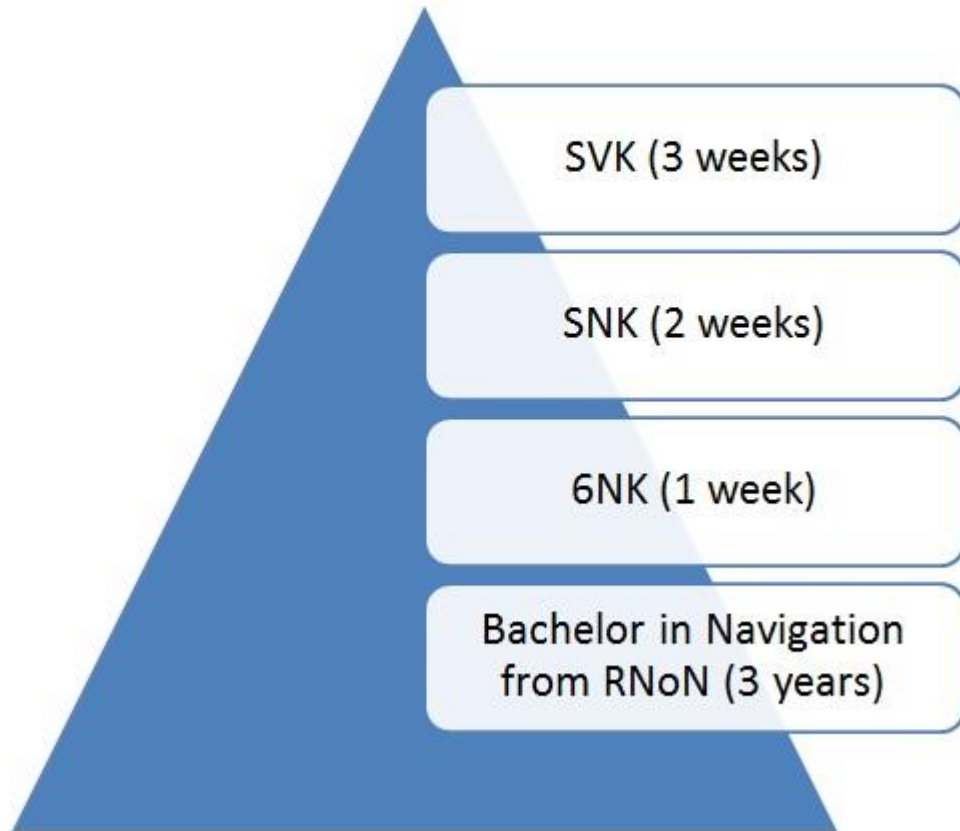 SVK (3 weeks)
SNK (2 weeks)
6NK (1 week)
Bachelor in Navigation
from RNoN (3 years)